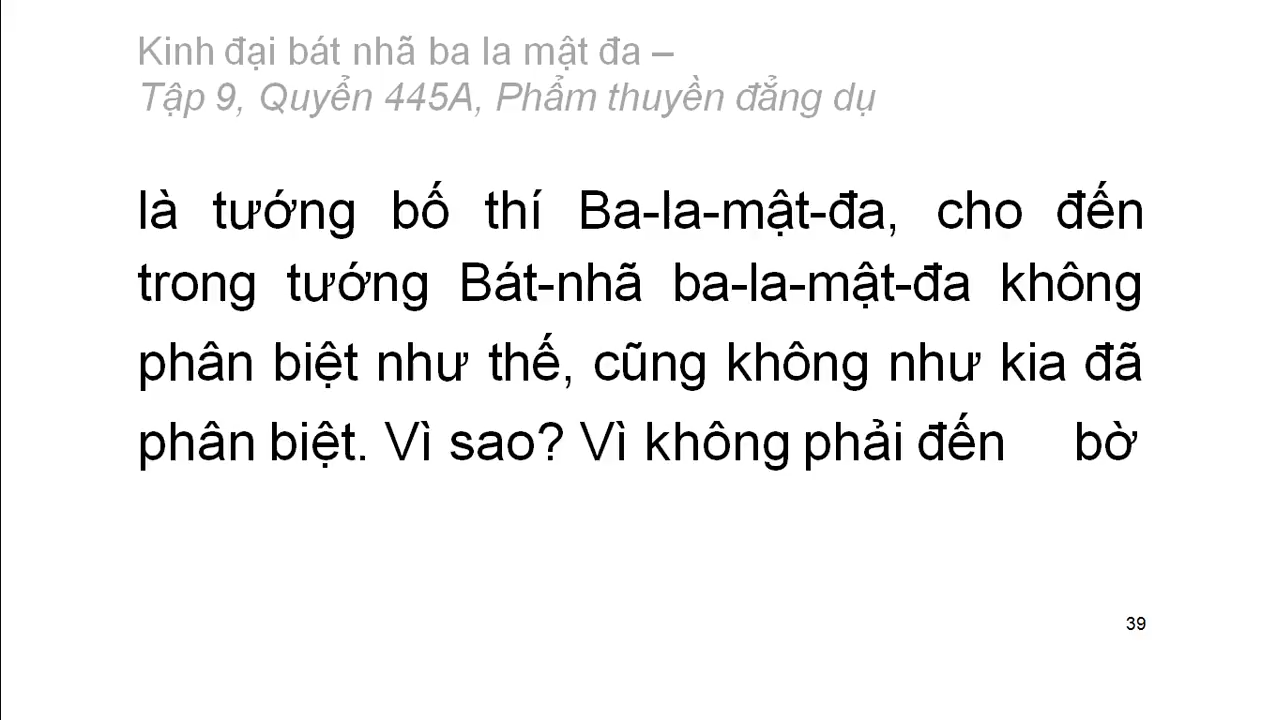 Kinh đại bát nhã ba la mật đa –
Tập 9, Quyển 445A, Phẩm thuyền đẳng dụ
là tướng bố thí Ba-la-mật-đa, cho đến
trong tướng Bát-nhã ba-la-mật-đa không
phân biệt như thế, cũng không như kia đã
phân biệt. Vì sao? Vì không phải đến bờ
39